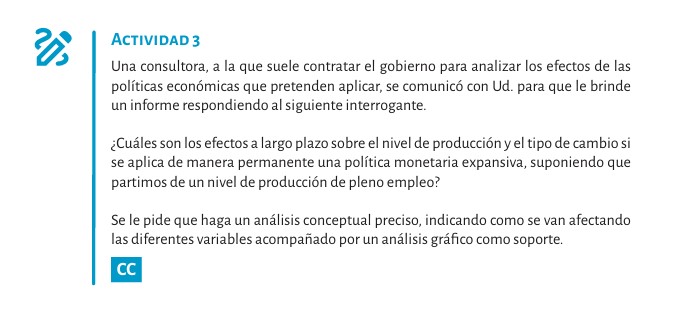 Actividad 3
Una consultora, a la que suele contratar el gobierno para analizar los efectos de las
políticas económicas que pretenden aplicar, se comunicó con Ud. para que le brinde
un informe respondiendo al siguiente interrogante.
¿Cuáles son los efectos a largo plazo sobre el nivel de producción y el tipo de cambio si
se aplica de manera permanente una política monetaria expansiva, suponiendo que
partimos de un nivel de producción de pleno empleo?
Se le pide que haga un análisis conceptual preciso, indicando como se van afectando
las diferentes variables acompañado por un análisis gráfico como soporte.
CC